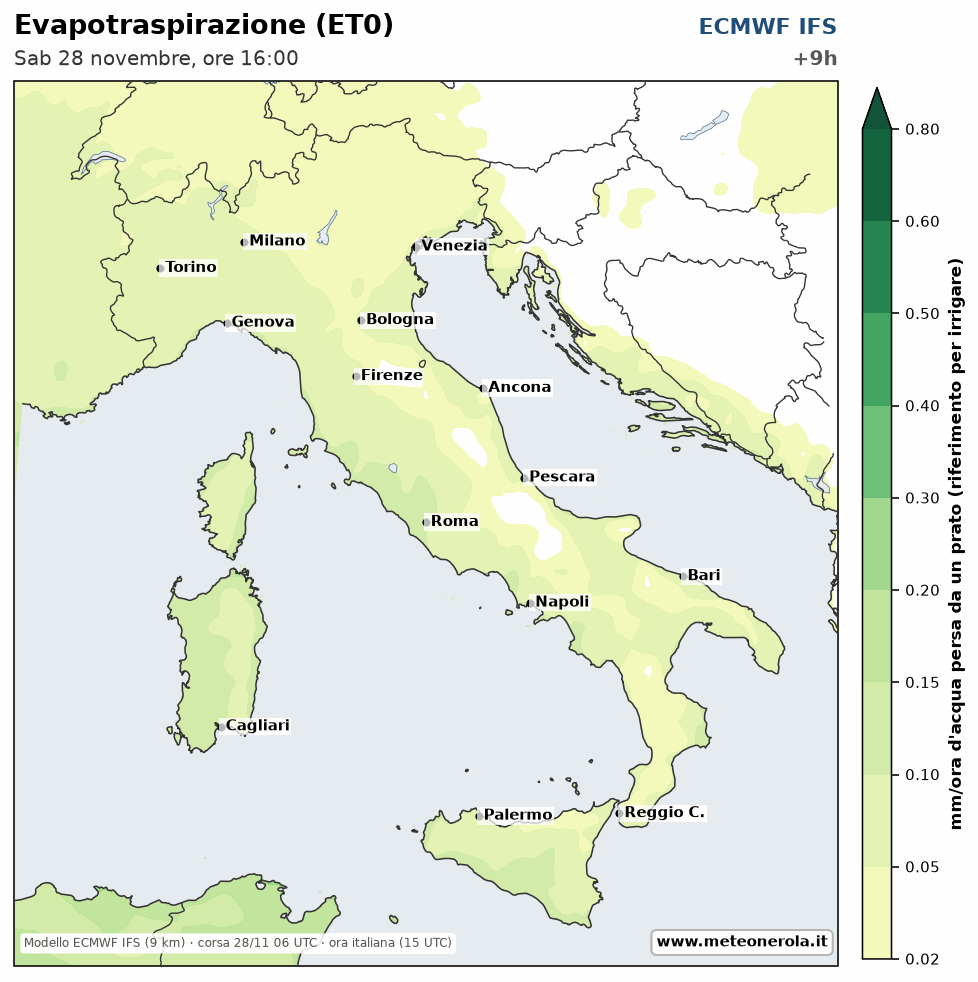 Evapotraspirazione (ET0)
ECMWF IFS
Sab 28 novembre, ore 16:00
+9h
Milano
Venezia
Torino
Genova
Bologna
Firenze
Ancona
Pescara
Roma
Bari
Napoli
Cagliari
Palermo
Reggio C.
0.80
0.60
0.50
0.40
0.30
0.20
0.15
0.10
0.05
0.02
mm/ora d'acqua persa da un prato (riferimento per irrigare)
Modello ECMWF IFS (9 km) · corsa 28/11 06 UTC · ora italiana (15 UTC)
www.meteonerola.it